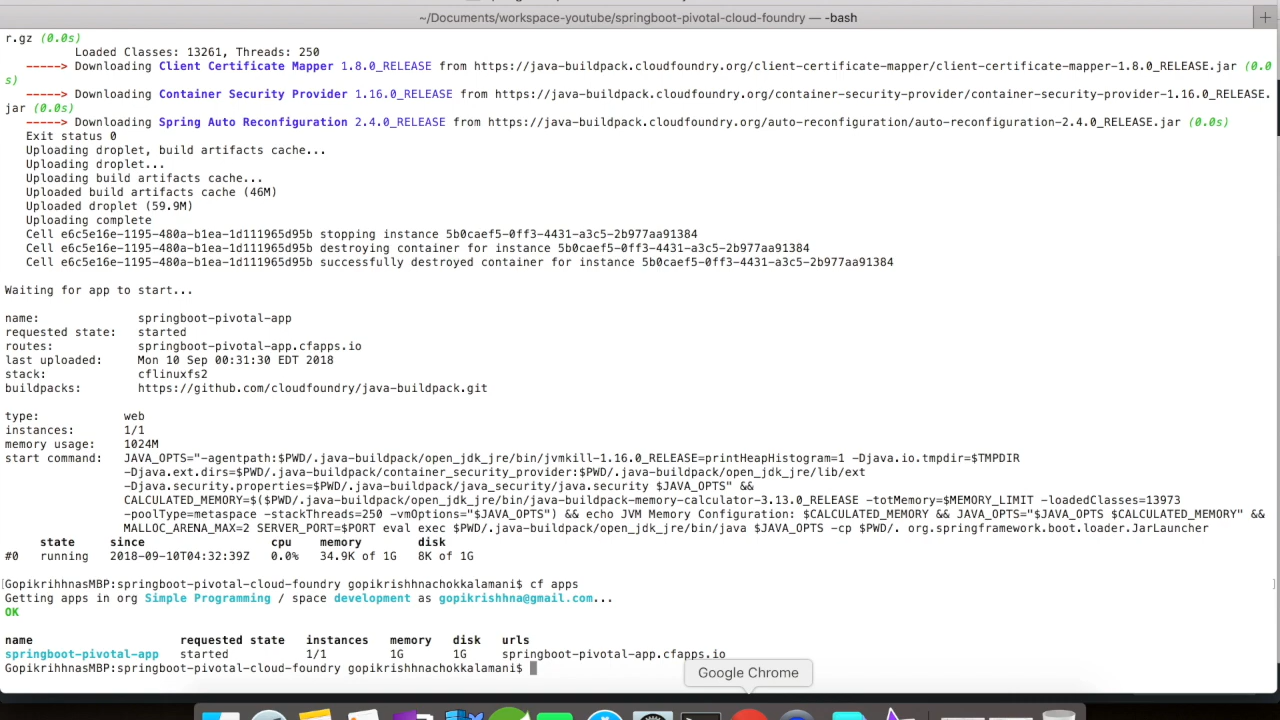 ~/Documents/workspace-youtube/springboot-pivotal-cloud-foundry — -bash
r.gz (0.0s)
Loaded Classes: 13261, Threads: 250
-----> Downloading Client Certificate Mapper 1.8.0_RELEASE from https://java-buildpack.cloudfoundry.org/client-certificate-mapper/client-certificate-mapper-1.8.0_RELEASE.jar (0.0
s)
-----> Downloading Container Security Provider 1.16.0_RELEASE from https://java-buildpack.cloudfoundry.org/container-security-provider/container-security-provider-1.16.0_RELEASE.
jar (0.0s)
-----> Downloading Spring Auto Reconfiguration 2.4.0_RELEASE from https://java-buildpack.cloudfoundry.org/auto-reconfiguration/auto-reconfiguration-2.4.0_RELEASE.jar (0.0s)
Exit status 0
Uploading droplet, build artifacts cache...
Uploading droplet...
Uploading build artifacts cache...
Uploaded build artifacts cache (46M)
Uploaded droplet (59.9M)
Uploading complete
Cell e6c5e16e-1195-480a-b1ea-1d111965d95b stopping instance 5b0caef5-0ff3-4431-a3c5-2b977aa91384
Cell e6c5e16e-1195-480a-b1ea-1d111965d95b destroying container for instance 5b0caef5-0ff3-4431-a3c5-2b977aa91384
Cell e6c5e16e-1195-480a-b1ea-1d111965d95b successfully destroyed container for instance 5b0caef5-0ff3-4431-a3c5-2b977aa91384
Waiting for app to start...
name: springboot-pivotal-app
requested state: started
routes: springboot-pivotal-app.cfapps.io
last uploaded: Mon 10 Sep 00:31:30 EDT 2018
stack: cflinuxfs2
buildpacks: https://github.com/cloudfoundry/java-buildpack.git
type: web
instances: 1/1
memory usage: 1024M
start command: JAVA_OPTS="-agentpath:$PWD/.java-buildpack/open_jdk_jre/bin/jvmkill-1.16.0_RELEASE=printHeapHistogram=1 -Djava.io.tmpdir=$TMPDIR
-Djava.ext.dirs=$PWD/.java-buildpack/container_security_provider:$PWD/.java-buildpack/open_jdk_jre/lib/ext
-Djava.security.properties=$PWD/.java-buildpack/java_security/java.security $JAVA_OPTS" &&
CALCULATED_MEMORY=$($PWD/.java-buildpack/open_jdk_jre/bin/java-buildpack-memory-calculator-3.13.0_RELEASE -totMemory=$MEMORY_LIMIT -loadedClasses=13973
-poolType=metaspace -stackThreads=250 -vmOptions="$JAVA_OPTS") && echo JVM Memory Configuration: $CALCULATED_MEMORY && JAVA_OPTS="$JAVA_OPTS $CALCULATED_MEMORY" &&
MALLOC_ARENA_MAX=2 SERVER_PORT=$PORT eval exec $PWD/.java-buildpack/open_jdk_jre/bin/java $JAVA_OPTS -cp $PWD/. org.springframework.boot.loader.JarLauncher
state since cpu memory disk
#0 running 2018-09-10T04:32:39Z 0.0% 34.9K of 1G 8K of 1G
[GopikrihhnasMBP:springboot-pivotal-cloud-foundry gopikrishhnachokkalamani$ cf apps ]
Getting apps in org Simple Programming / space development as gopikrishhna@gmail.com...
OK
name requested state instances memory disk urls
springboot-pivotal-app started 1/1 1G 1G springboot-pivotal-app.cfapps.io
GopikrihhnasMBP:springboot-pivotal-cloud-foundry gopikrishhnachokkalamani$
Google Chrome